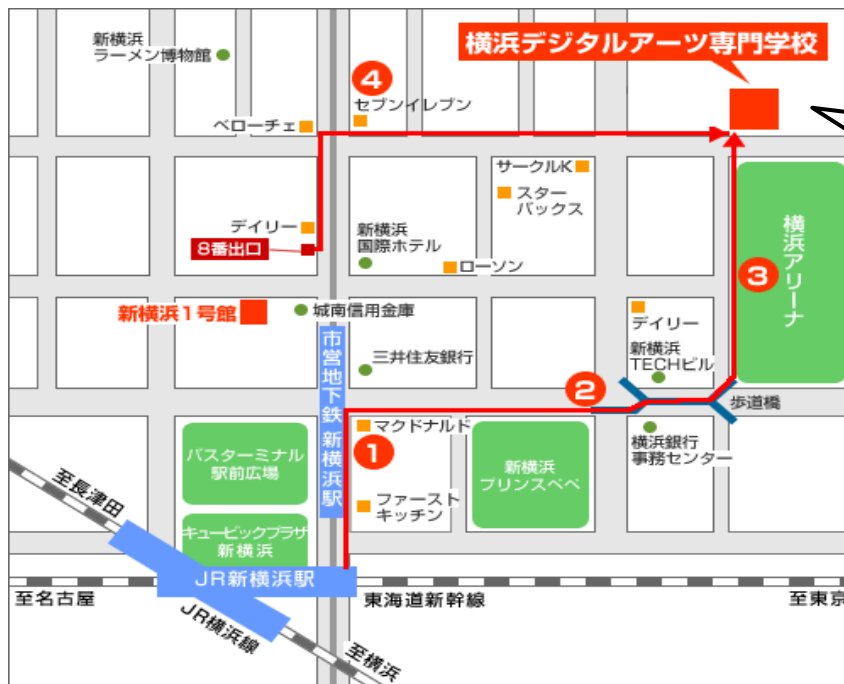 新横浜
ラーメン博物館
横浜デジタルアーツ専門学校
4
セブンイレブン
ベローチェ
サークルK
スター
バックス
デイリー
8番出口
新横浜
国際ホテル
ローソン
横浜アリーナ
3
新横浜1号館
城南信用金庫
デイリー
市営地下鉄 新横浜駅
三井住友銀行
新横浜
TECHビル
2
歩道橋
マクドナルド
1
横浜銀行
事務センター
バスターミナル
駅前広場
新横浜
プリンスペペ
ファースト
キッチン
至長津田
キュービックプラザ
新横浜
JR新横浜駅
至名古屋
東海道新幹線
至東京
JR横浜線
至横浜